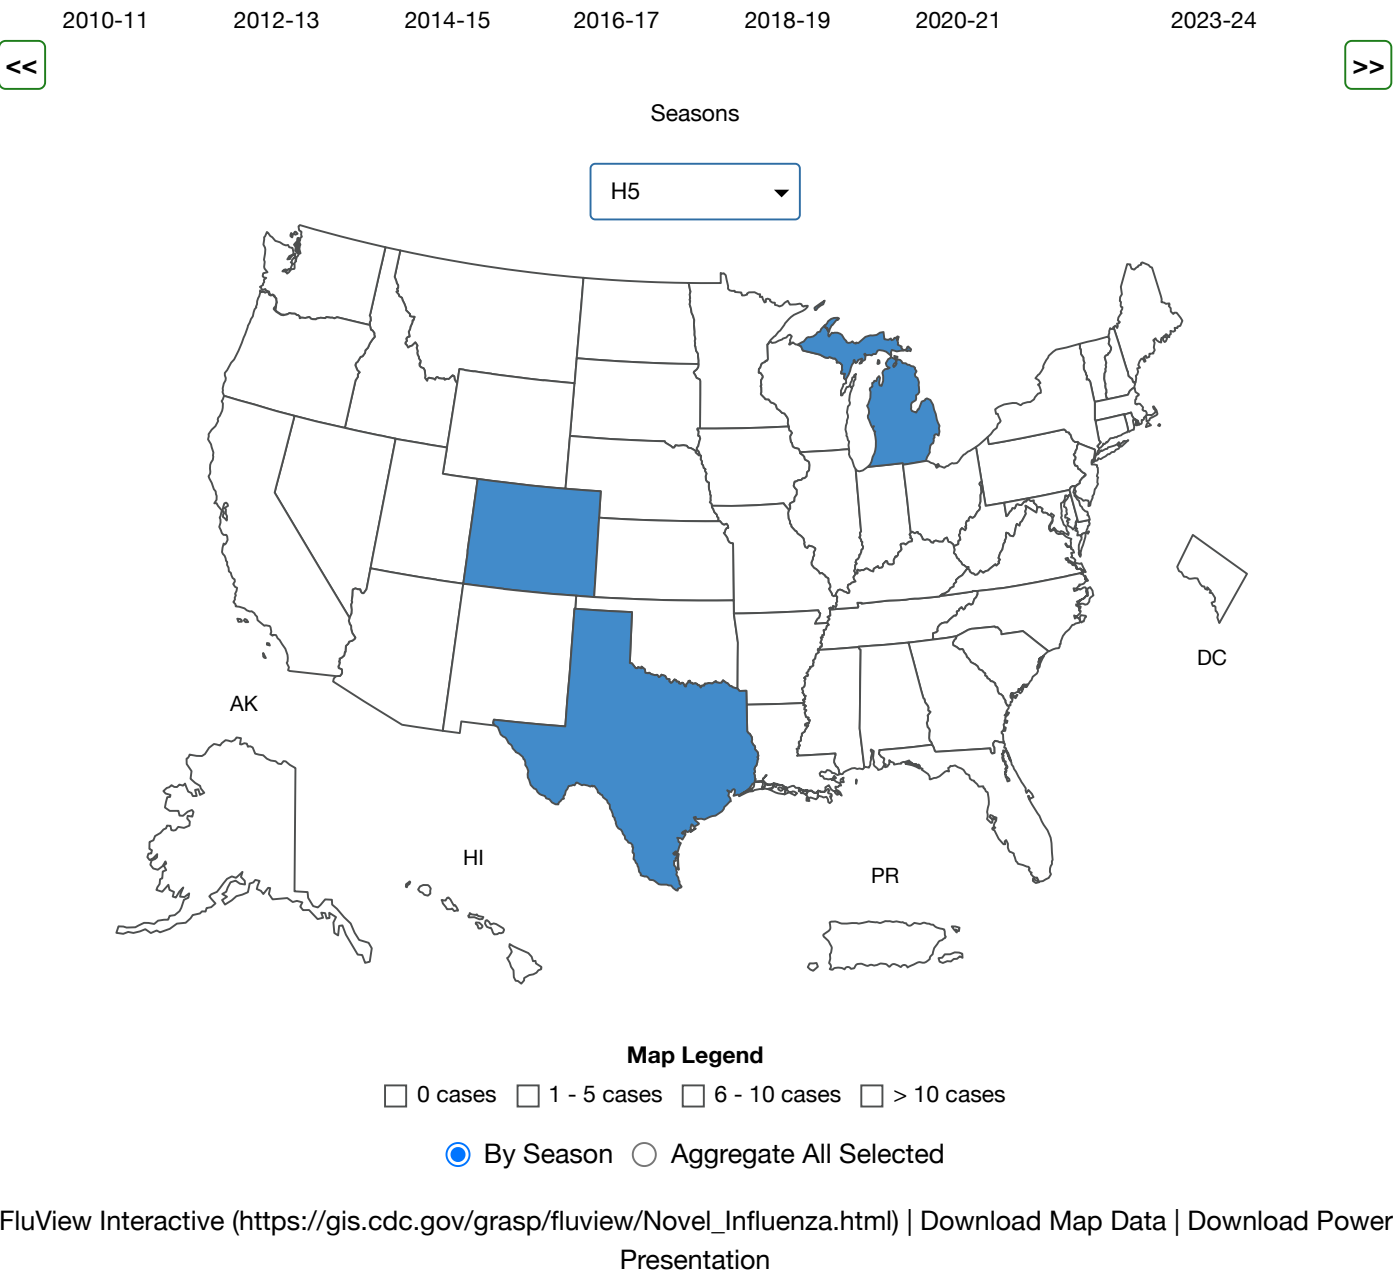 2010-11 2012-13 2014-15 2016-17 2018-19 2020-21 2023-24
<< >>
Seasons
H5
AK
DC
HI
PR
Map Legend
0 cases 1 - 5 cases 6 - 10 cases > 10 cases
By Season Aggregate All Selected
FluView Interactive (https://gis.cdc.gov/grasp/fluview/Novel_Influenza.html) | Download Map Data | Download Power
Presentation